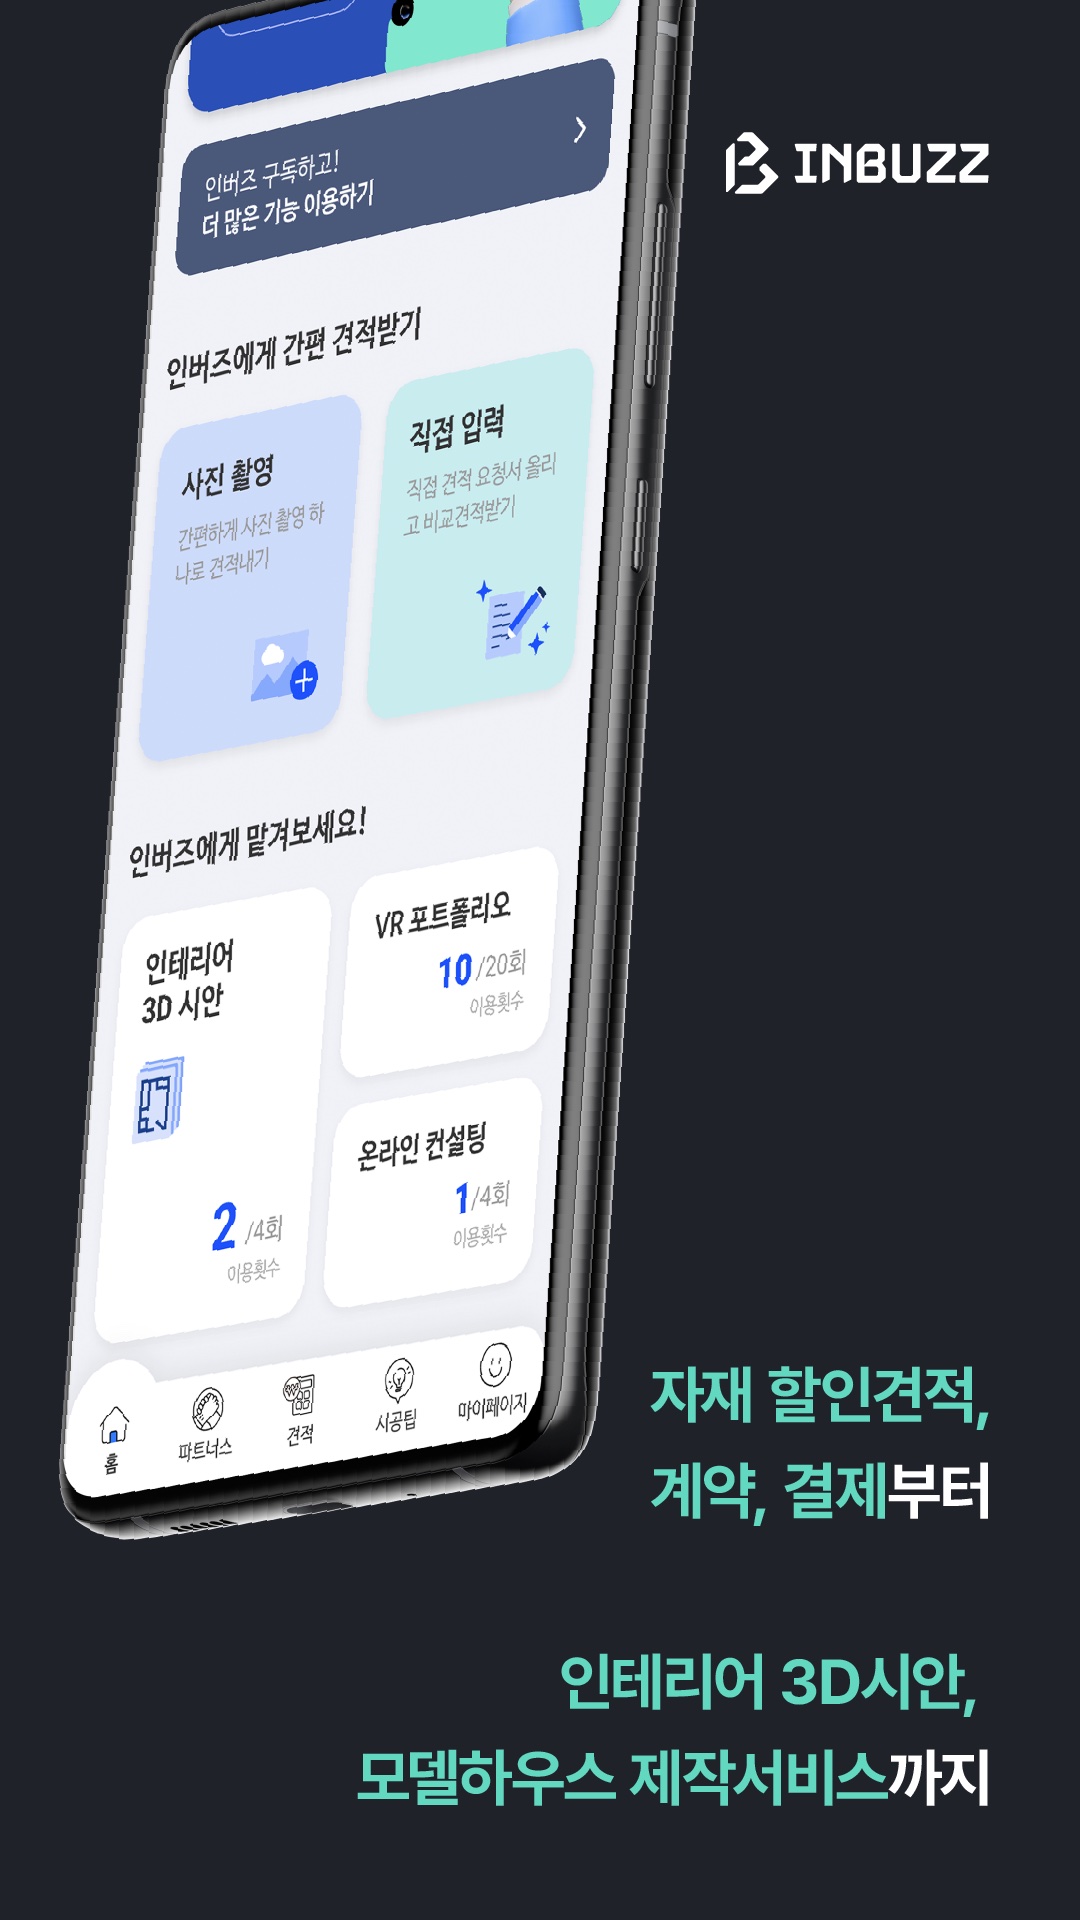 INBUZZ
인버즈 구독하고!
더 많은 기능 이용하기
인버즈에게 간편 견적받기
사진 촬영
간편하게 사진 촬영 하
나로 견적내기
직접 입력
직접 견적 요청서 올리
고 비교견적받기
인버즈에게 맡겨보세요!
인테리어
3D 시안
2 /4회
이용횟수
VR 포트폴리오
10 /20회
이용횟수
온라인 컨설팅
1/4회
이용횟수
홈
파트너스
견적
시공팁
마이페이지
자재 할인견적,
계약, 결제부터
인테리어 3D시안,
모델하우스 제작서비스까지